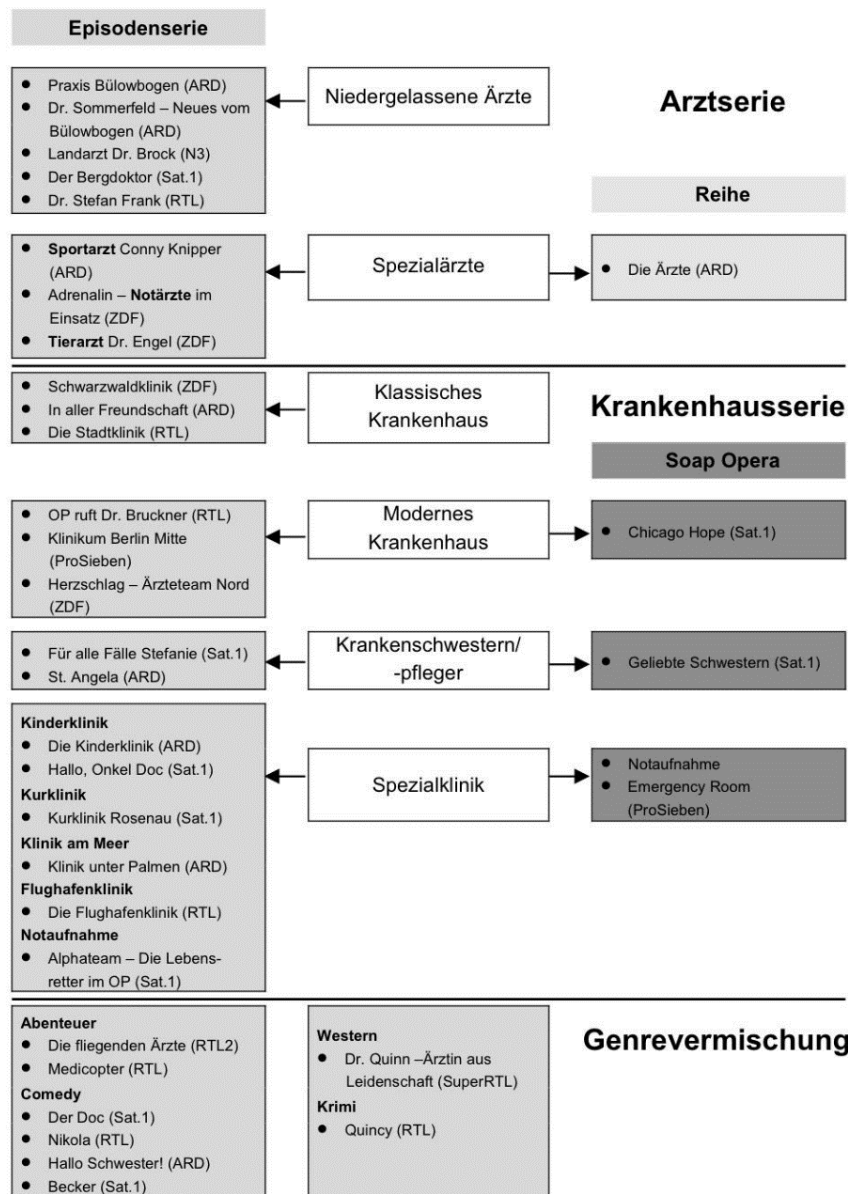 Episodenserie
● Praxis Bülowbogen (ARD)
● Dr. Sommerfeld – Neues vom
Bülowbogen (ARD)
● Landarzt Dr. Brock (N3)
● Der Bergdoktor (Sat.1)
● Dr. Stefan Frank (RTL)
Niedergelassene Ärzte
Arztserie
Reihe
● Sportarzt Conny Knipper
(ARD)
● Adrenalin – Notärzte im
Einsatz (ZDF)
● Tierarzt Dr. Engel (ZDF)
Spezialärzte
● Die Ärzte (ARD)
● Schwarzwaldklinik (ZDF)
● In aller Freundschaft (ARD)
● Die Stadtklinik (RTL)
Klassisches
Krankenhaus
Krankenhausserie
Soap Opera
● OP ruft Dr. Bruckner (RTL)
● Klinikum Berlin Mitte
(ProSieben)
● Herzschlag – Ärzteteam Nord
(ZDF)
Modernes
Krankenhaus
● Chicago Hope (Sat.1)
● Für alle Fälle Stefanie (Sat.1)
● St. Angela (ARD)
Krankenschwestern/
-pfleger
● Geliebte Schwestern (Sat.1)
Kinderklinik
● Die Kinderklinik (ARD)
● Hallo, Onkel Doc (Sat.1)
Kurklinik
● Kurklinik Rosenau (Sat.1)
Klinik am Meer
● Klinik unter Palmen (ARD)
Flughafenklinik
● Die Flughafenklinik (RTL)
Notaufnahme
● Alphateam – Die Lebens-
retter im OP (Sat.1)
Spezialklinik
● Notaufnahme
● Emergency Room
(ProSieben)
Abenteuer
● Die fliegenden Ärzte (RTL2)
● Medicopter (RTL)
Comedy
● Der Doc (Sat.1)
● Nikola (RTL)
● Hallo Schwester! (ARD)
● Becker (Sat.1)
Western
● Dr. Quinn –Ärztin aus
Leidenschaft (SuperRTL)
Krimi
● Quincy (RTL)
Genrevermischung